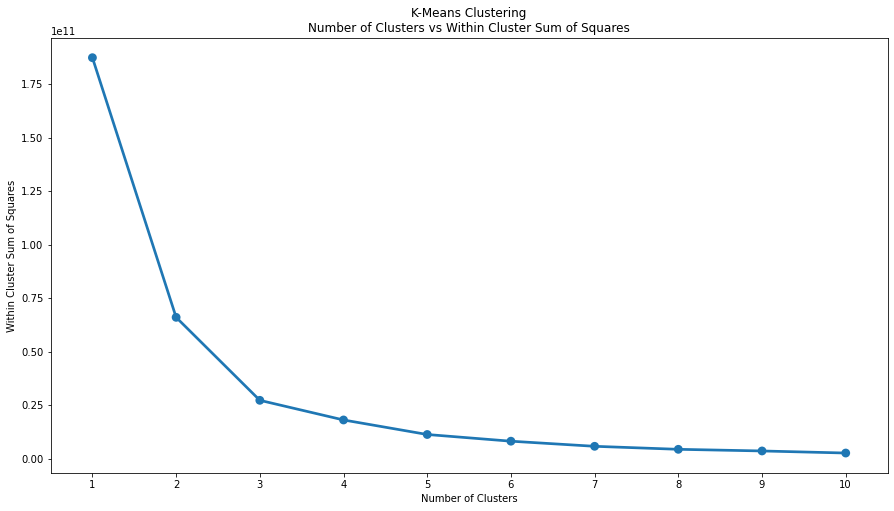 K-Means Clustering
Number of Clusters vs Within Cluster Sum of Squares
1e11
1.75
1.50
1.25
1.00
0.75
0.50
0.25
0.00
Within Cluster Sum of Squares
1 2 3 4 5 6 7 8 9 10
Number of Clusters